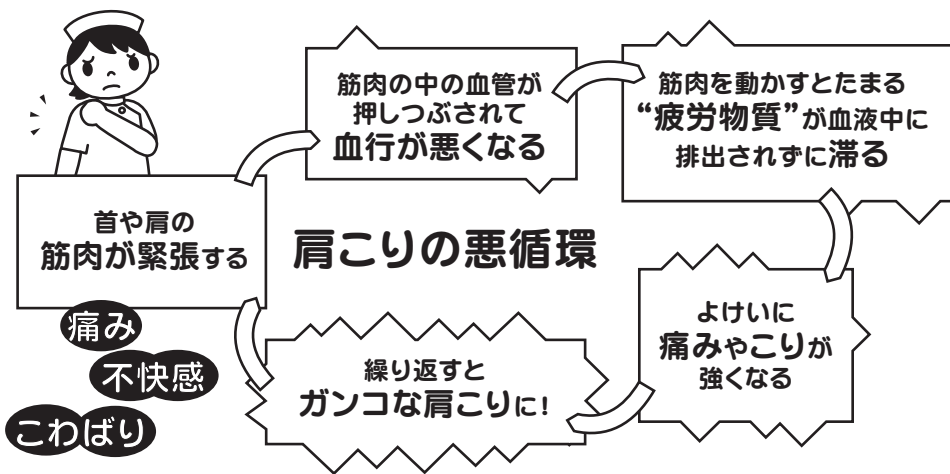 肩こりの悪循環
首や肩の
筋肉が緊張する
痛み
不快感
こわばり
筋肉の中の血管が
押しつぶされて
血行が悪くなる
筋肉を動かすとたまる
“疲労物質”が血液中に
排出されずに滞る
よけいに
痛みやこりが
強くなる
繰り返すと
ガンコな肩こりに!